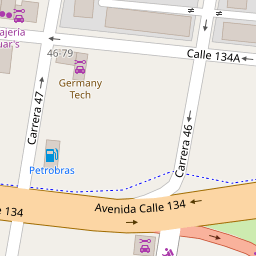 ajería
uar's
46-79
Calle 134A
Germany
Tech
Carrera 47
Carrera 46
Petrobras
Avenida Calle 134
e 134